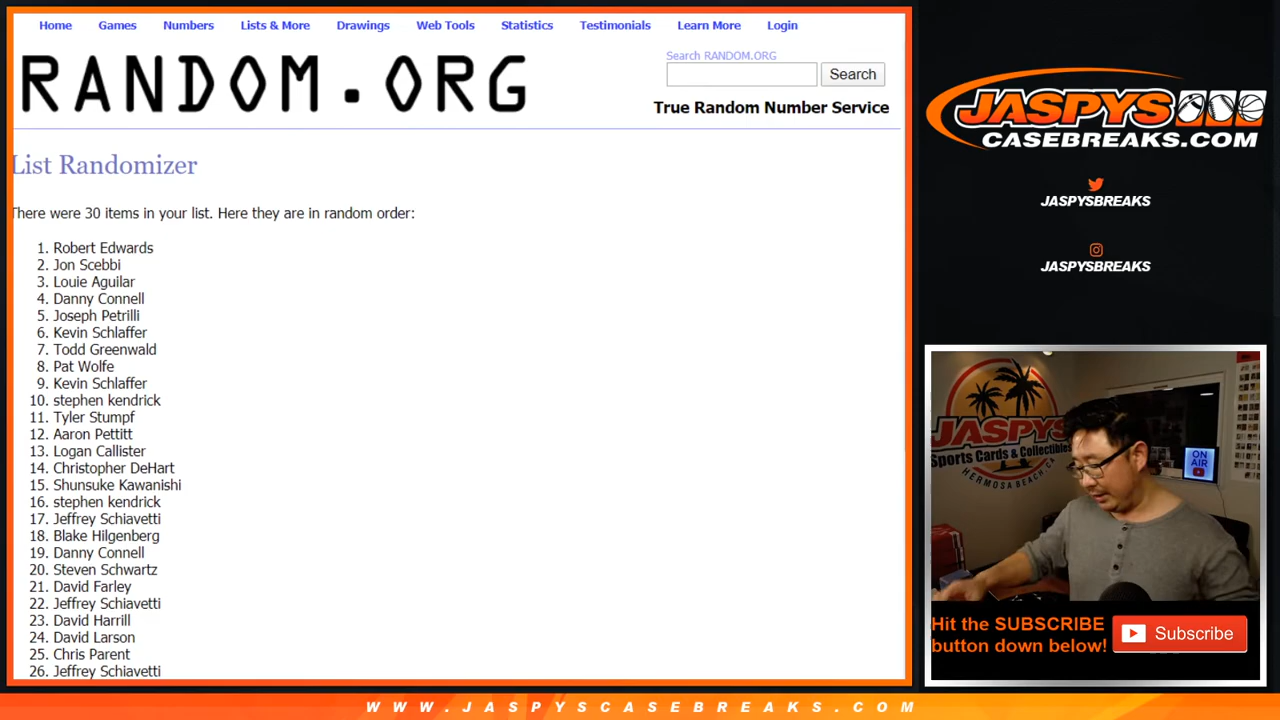 Home Games Numbers Lists & More Drawings Web Tools Statistics Testimonials Learn More Login
RANDOM.ORG
Search RANDOM.ORG
Search
True Random Number Service
List Randomizer
There were 30 items in your list. Here they are in random order:
1. Robert Edwards
2. Jon Scebbi
3. Louie Aguilar
4. Danny Connell
5. Joseph Petrilli
6. Kevin Schlaffer
7. Todd Greenwald
8. Pat Wolfe
9. Kevin Schlaffer
10. stephen kendrick
11. Tyler Stumpf
12. Aaron Pettitt
13. Logan Callister
14. Christopher DeHart
15. Shunsuke Kawanishi
16. stephen kendrick
17. Jeffrey Schiavetti
18. Blake Hilgenberg
19. Danny Connell
20. Steven Schwartz
21. David Farley
22. Jeffrey Schiavetti
23. David Harrill
24. David Larson
25. Chris Parent
26. Jeffrey Schiavetti
JASPYS
CASEBREAKS.COM
JASPYSBREAKS
JASPYSBREAKS
JASPYS
Sports Cards & Collectibles
HERMOSA BEACH, CA
ON
AIR
Hit the SUBSCRIBE
button down below!
Subscribe
WWW.JASPYSCASEBREAKS.COM